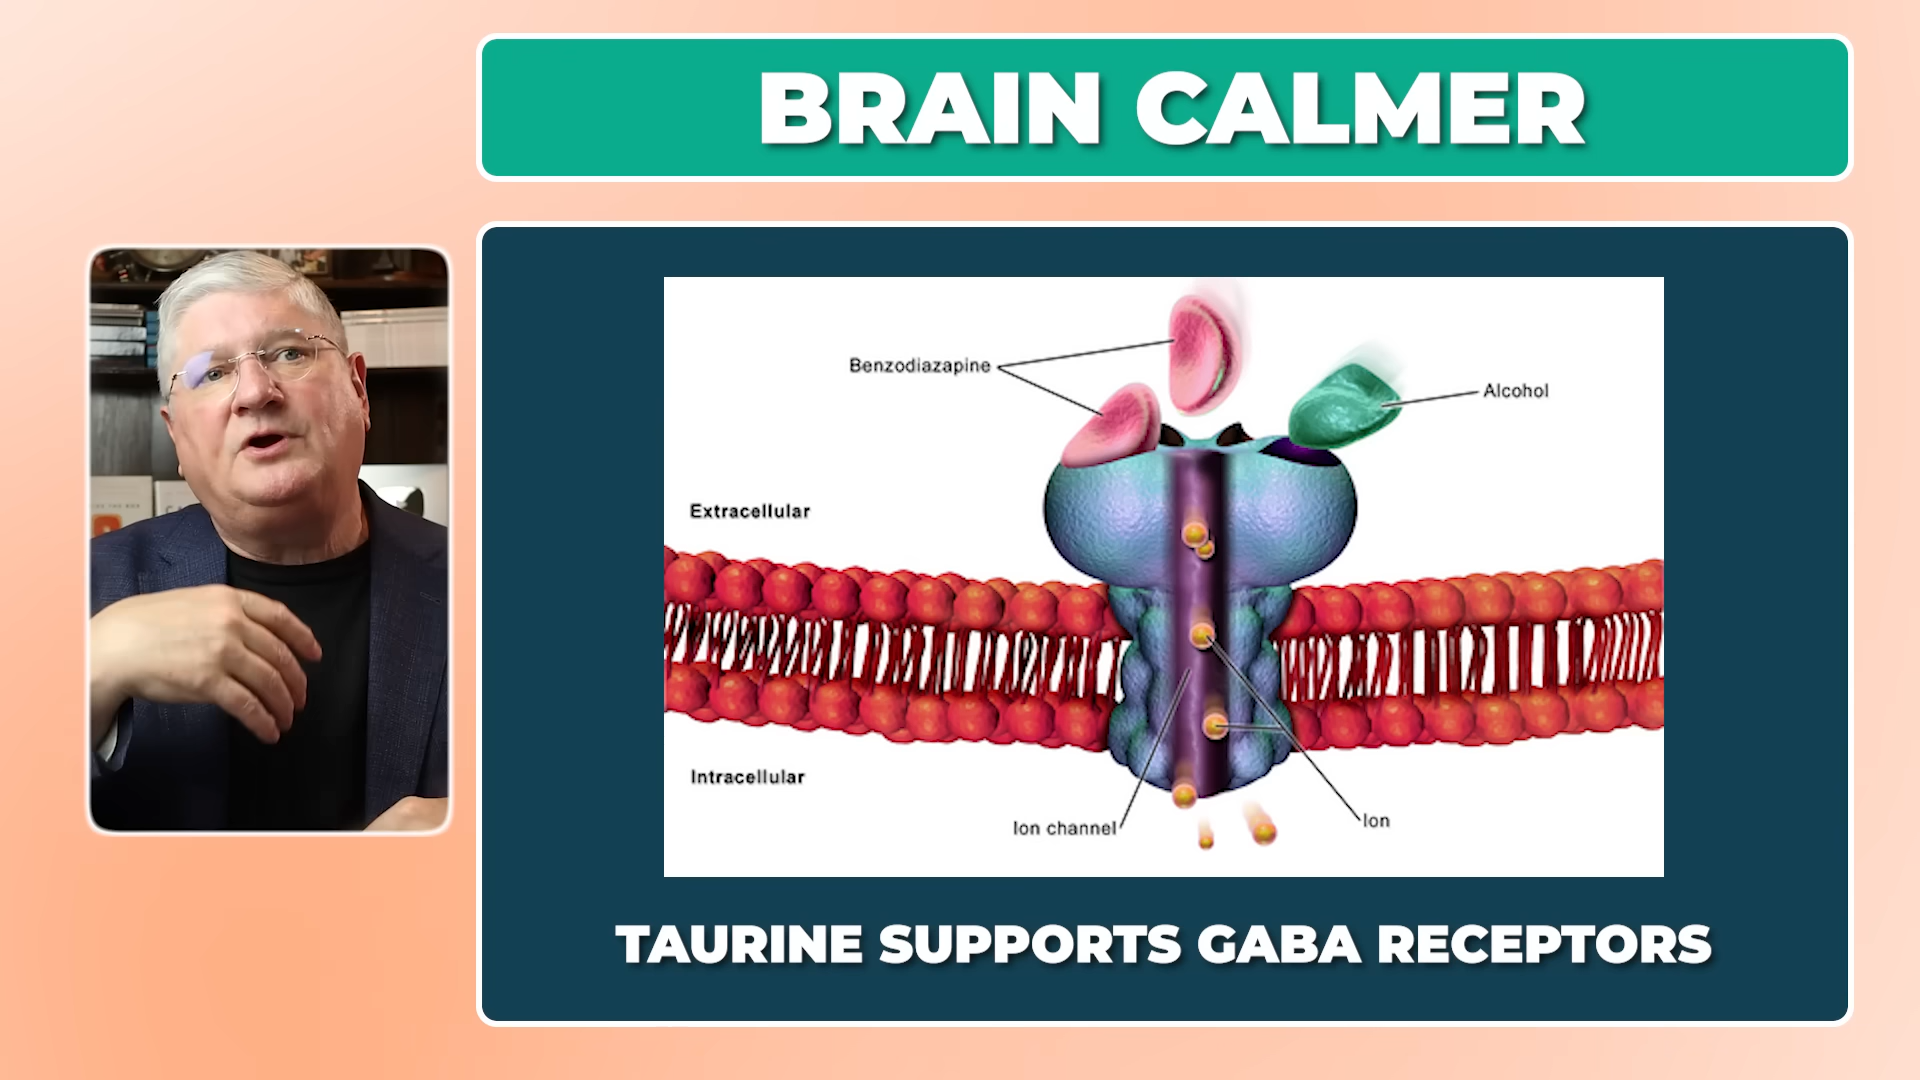 BRAIN CALMER
Benzodiazapine
Alcohol
Extracellular
Intracellular
Ion channel
Ion
TAURINE SUPPORTS GABA RECEPTORS